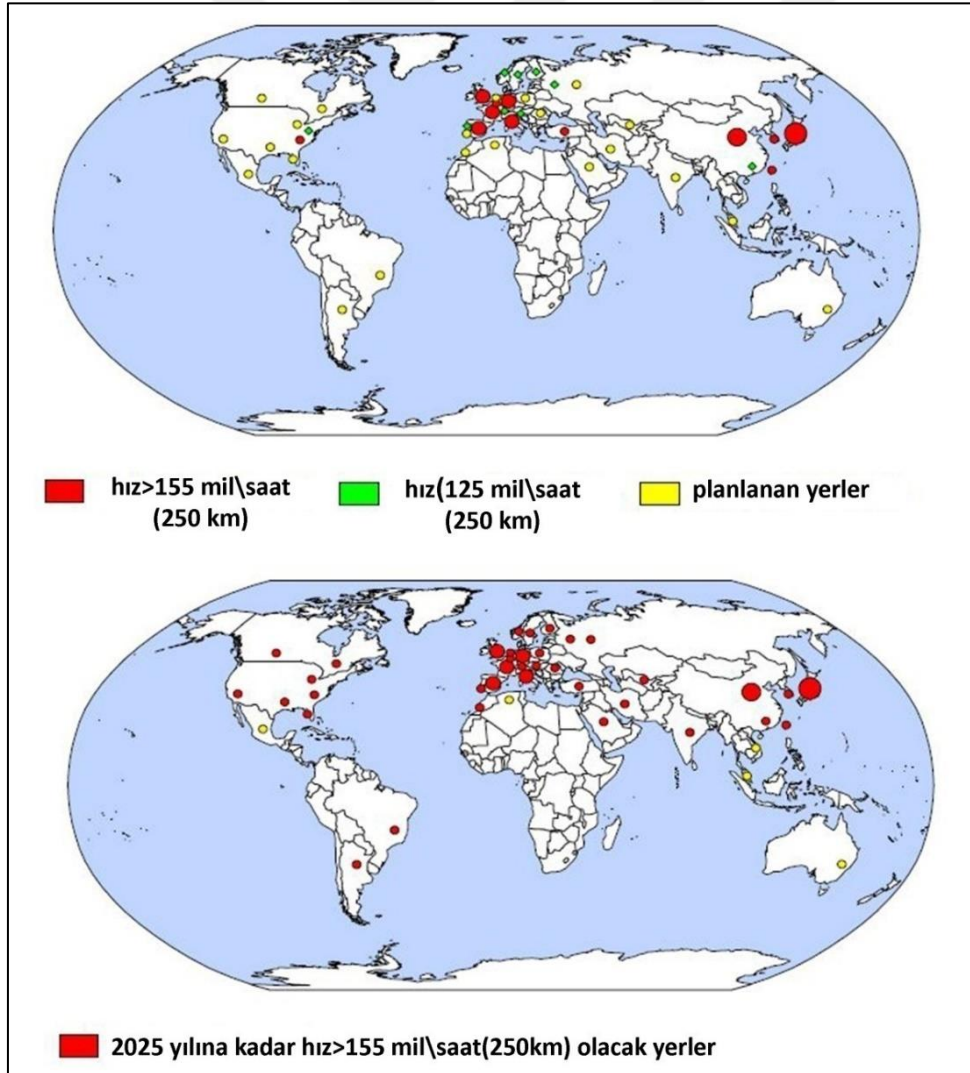 hız>155 mil\saat
(250 km)
hız(125 mil\saat
(250 km)
planlanan yerler
2025 yılına kadar hız>155 mil\saat(250km) olacak yerler